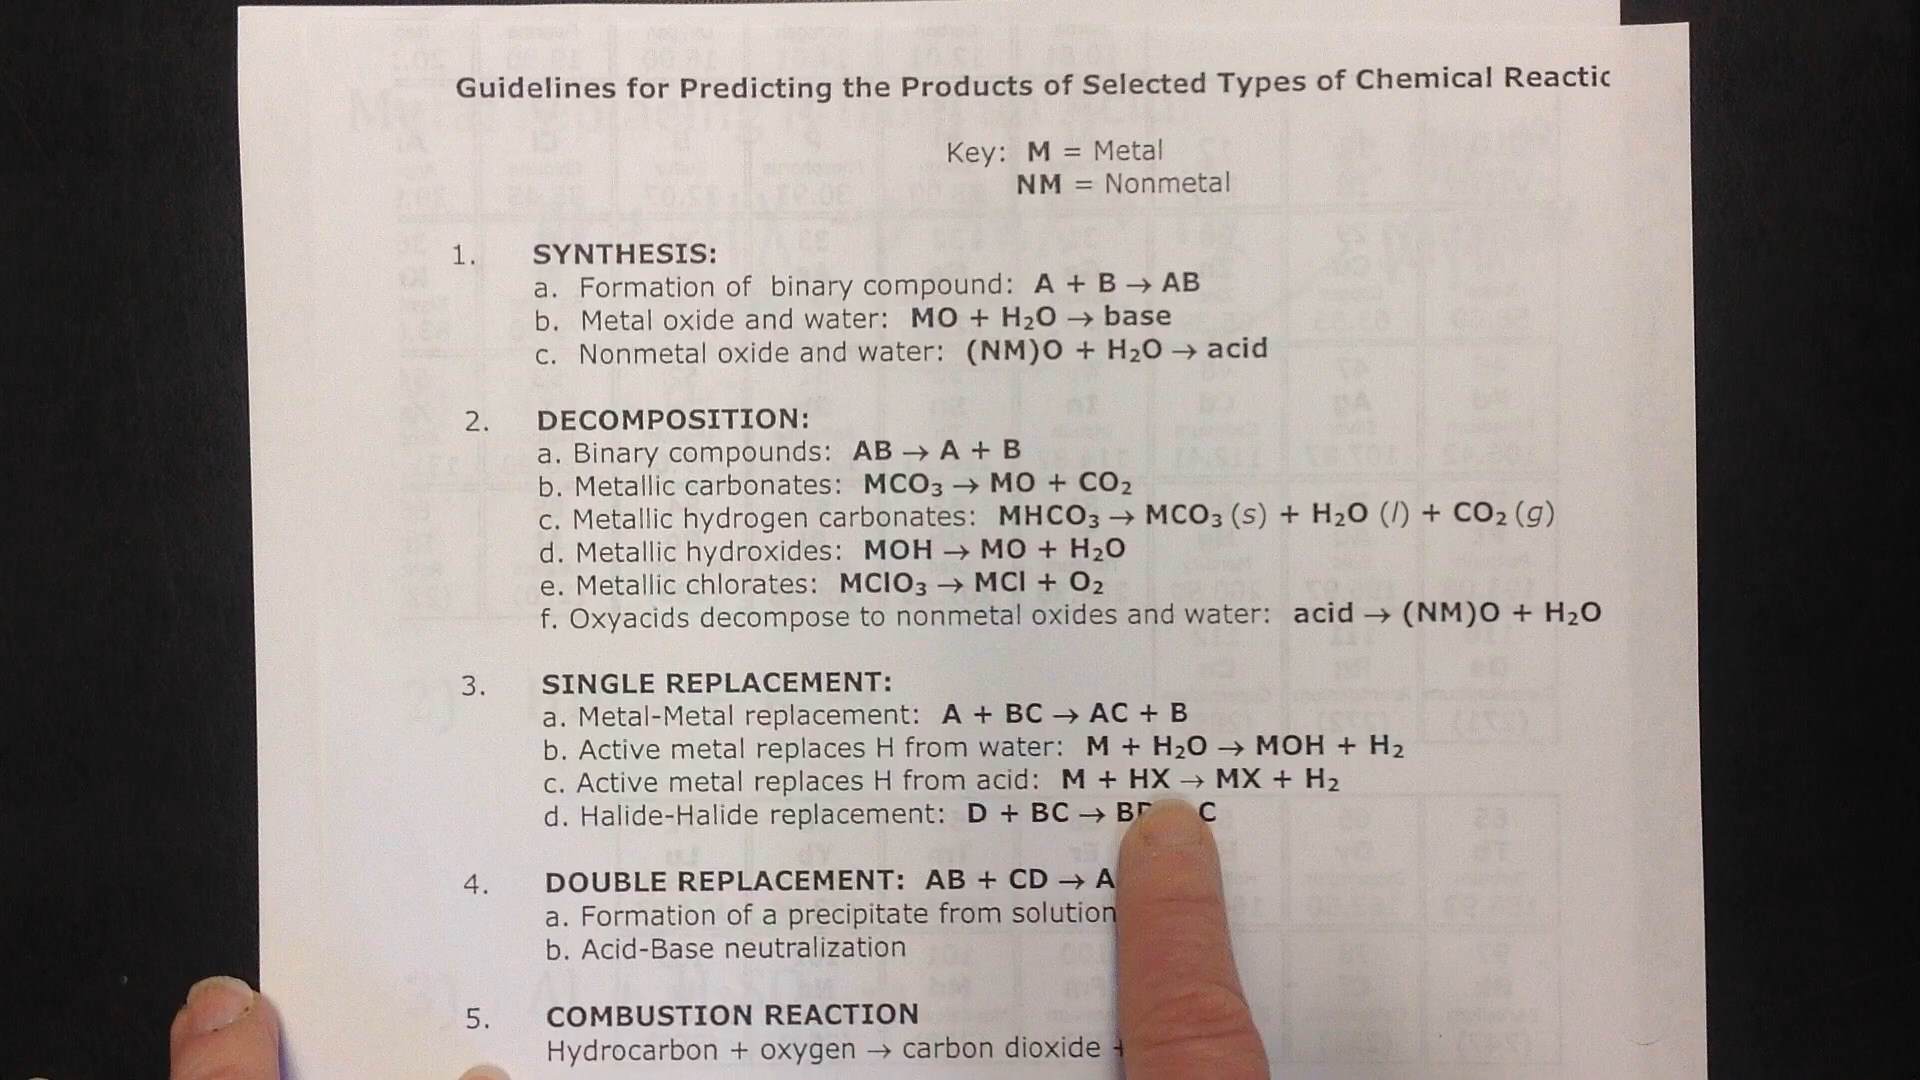 Guidelines for Predicting the Products of Selected Types of Chemical Reactic
Key: M = Metal
NM = Nonmetal
1. SYNTHESIS:
a. Formation of binary compound: A + B → AB
b. Metal oxide and water: MO + H₂O → base
c. Nonmetal oxide and water: (NM)O + H₂O → acid
2. DECOMPOSITION:
a. Binary compounds: AB → A + B
b. Metallic carbonates: MCO₃ → MO + CO₂
c. Metallic hydrogen carbonates: MHCO₃ → MCO₃ (s) + H₂O (l) + CO₂ (g)
d. Metallic hydroxides: MOH → MO + H₂O
e. Metallic chlorates: MClO₃ → MCl + O₂
f. Oxyacids decompose to nonmetal oxides and water: acid → (NM)O + H₂O
3. SINGLE REPLACEMENT:
a. Metal-Metal replacement: A + BC → AC + B
b. Active metal replaces H from water: M + H₂O → MOH + H₂
c. Active metal replaces H from acid: M + HX → MX + H₂
d. Halide-Halide replacement: D + BC → B C
4. DOUBLE REPLACEMENT: AB + CD → A
a. Formation of a precipitate from solution
b. Acid-Base neutralization
5. COMBUSTION REACTION
Hydrocarbon + oxygen → carbon dioxide +